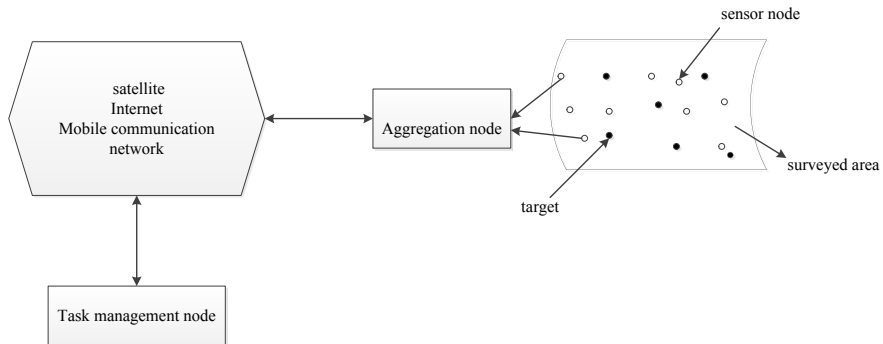 sensor node
satellite
Internet
Mobile communication
network
Aggregation node
surveyed area
target
Task management node